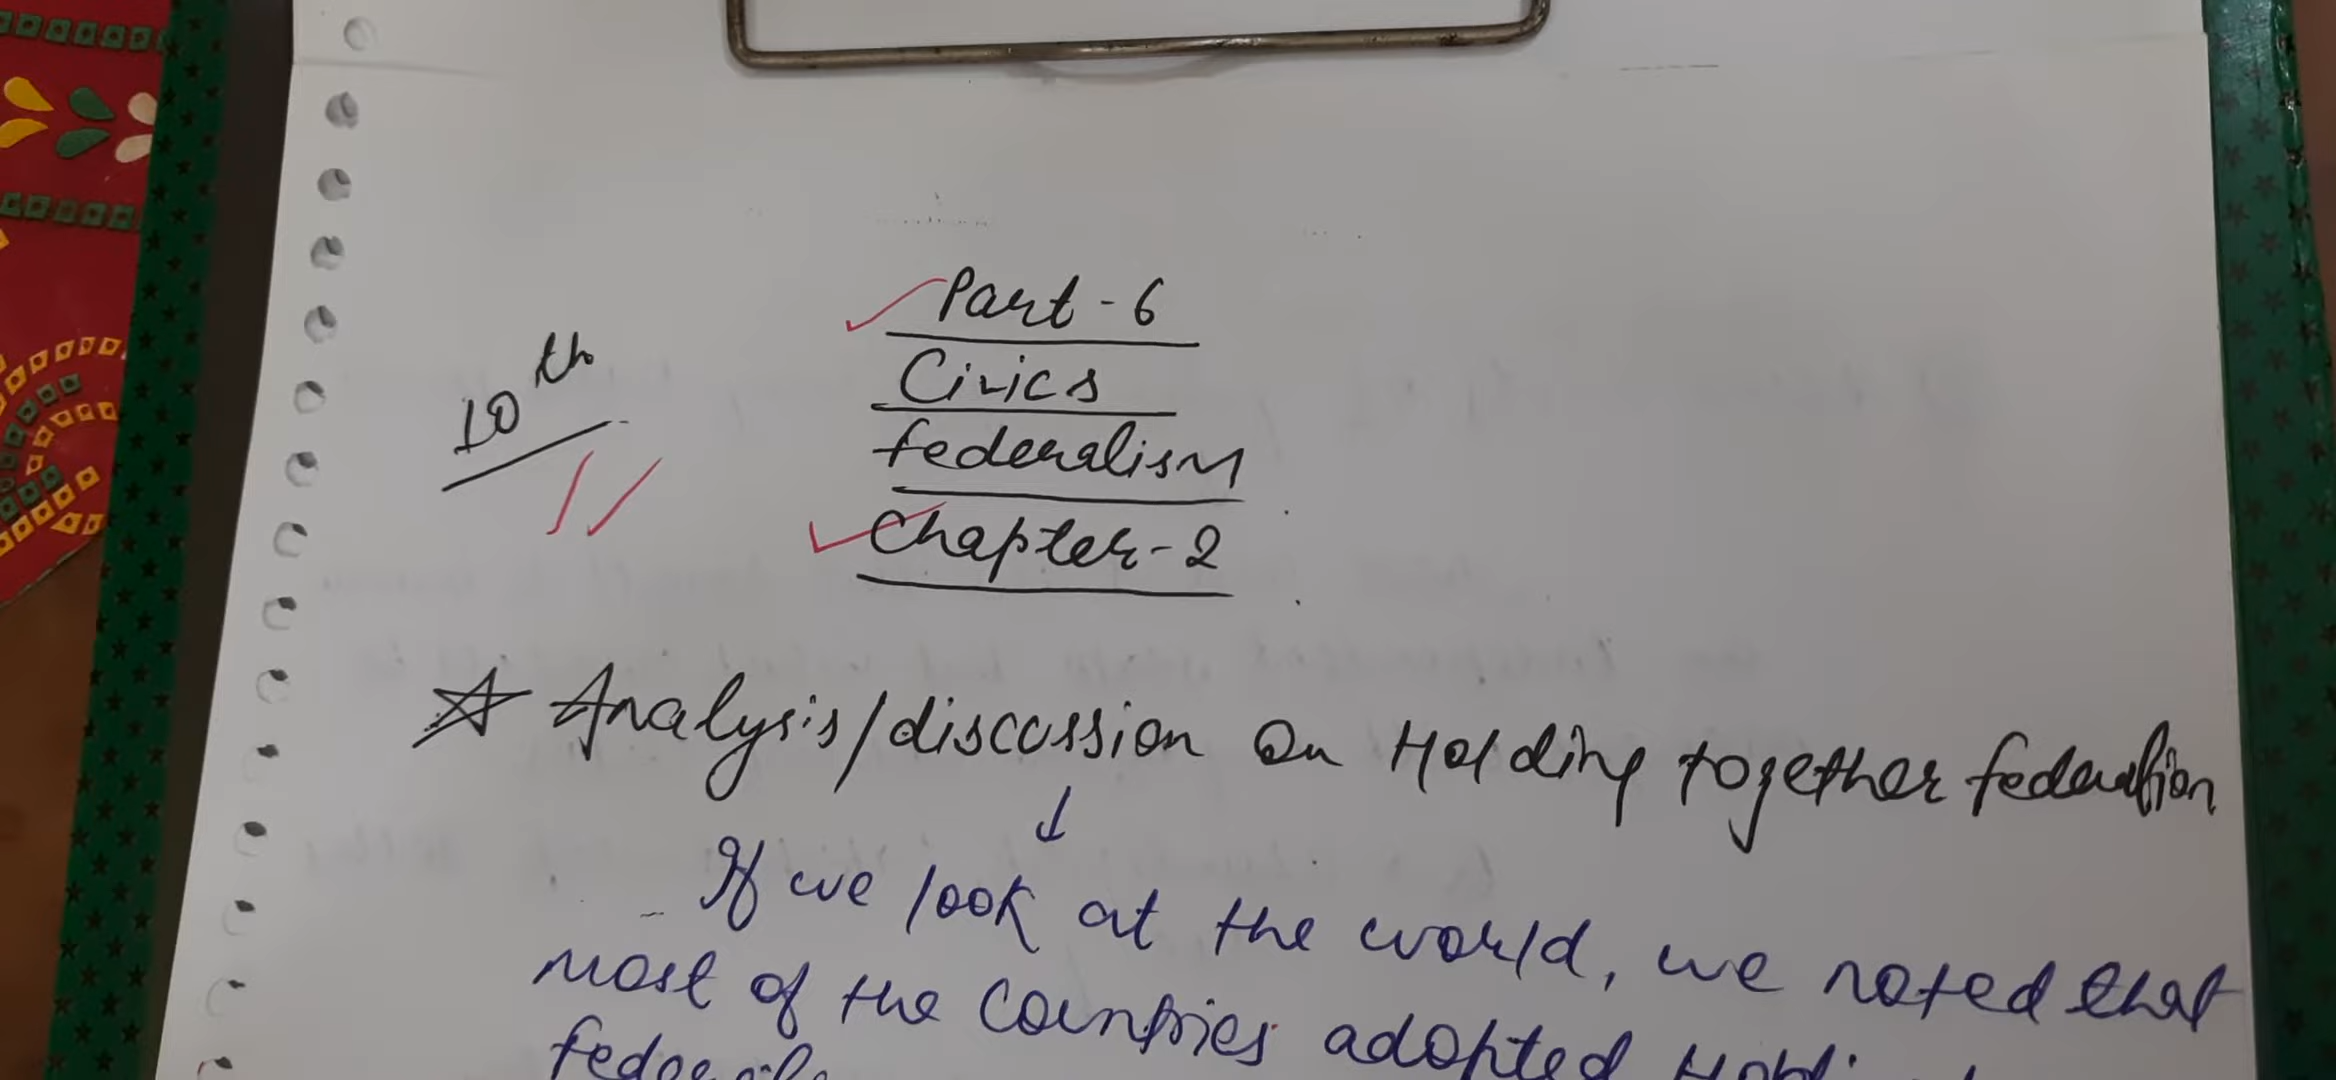 Part - 6
10th
Civics
federalism
Chapter - 2
Analysis/discussion on Holding together federation
If we look at the world, we noted that
most of the countries adopted